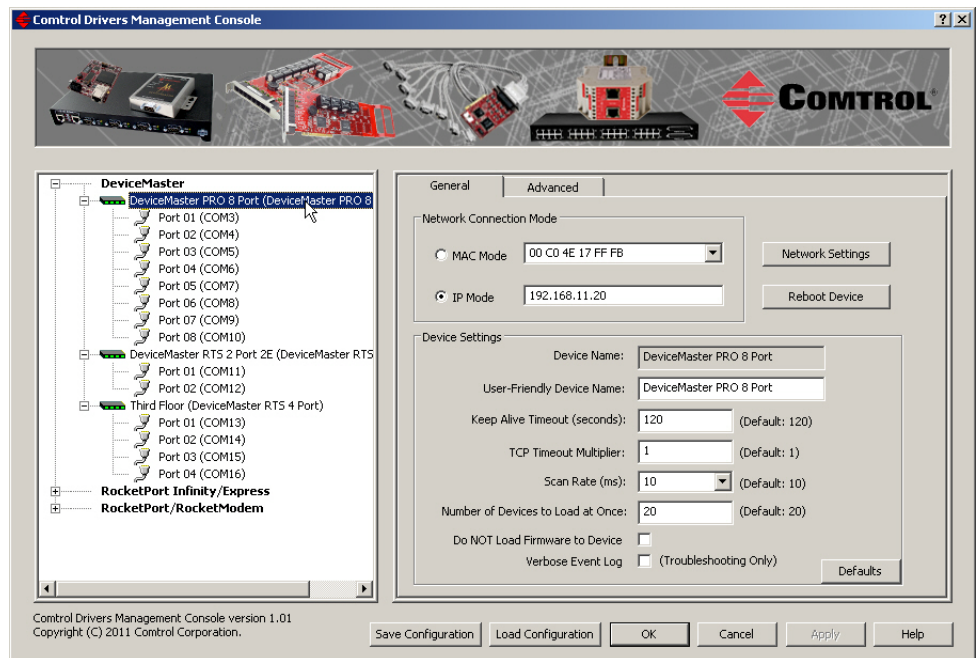 Comtrol Drivers Management Console
COMTROL
DeviceMaster
DeviceMaster PRO 8 Port (DeviceMaster PRO 8
Port 01 (COM3)
Port 02 (COM4)
Port 03 (COM5)
Port 04 (COM6)
Port 05 (COM7)
Port 06 (COM8)
Port 07 (COM9)
Port 08 (COM10)
DeviceMaster RTS 2 Port 2E (DeviceMaster RTS
Port 01 (COM11)
Port 02 (COM12)
Third Floor (DeviceMaster RTS 4 Port)
Port 01 (COM13)
Port 02 (COM14)
Port 03 (COM15)
Port 04 (COM16)
RocketPort Infinity/Express
RocketPort/RocketModem
General Advanced
Network Connection Mode
MAC Mode 00 C0 4E 17 FF FB Network Settings
IP Mode 192.168.11.20 Reboot Device
Device Settings
Device Name: DeviceMaster PRO 8 Port
User-Friendly Device Name: DeviceMaster PRO 8 Port
Keep Alive Timeout (seconds): 120 (Default: 120)
TCP Timeout Multiplier: 1 (Default: 1)
Scan Rate (ms): 10 (Default: 10)
Number of Devices to Load at Once: 20 (Default: 20)
Do NOT Load Firmware to Device
Verbose Event Log (Troubleshooting Only)
Defaults
Comtrol Drivers Management Console version 1.01
Copyright (C) 2011 Comtrol Corporation.
Save Configuration Load Configuration OK Cancel Apply Help